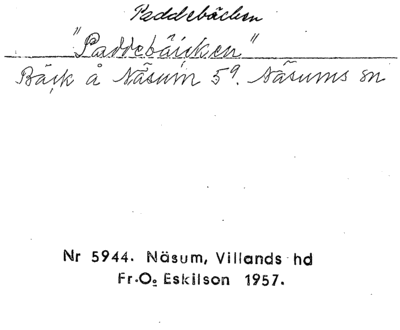 Paddebäcken
"Paddebäcken"
Bäck å Näsum 5⁹. Näsums sn
Nr 5944. Näsum, Villands hd
Fr.O. Eskilson 1957.